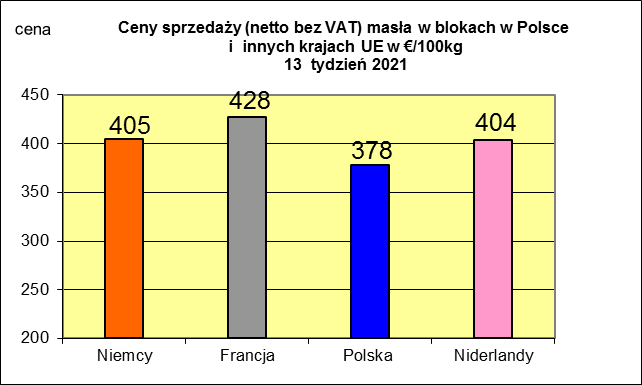 cena
Ceny sprzedaży (netto bez VAT) masła w blokach w Polsce
i innych krajach UE w €/100kg
13 tydzień 2021
450
400
350
300
250
200
405
428
378
404
Niemcy
Francja
Polska
Niderlandy